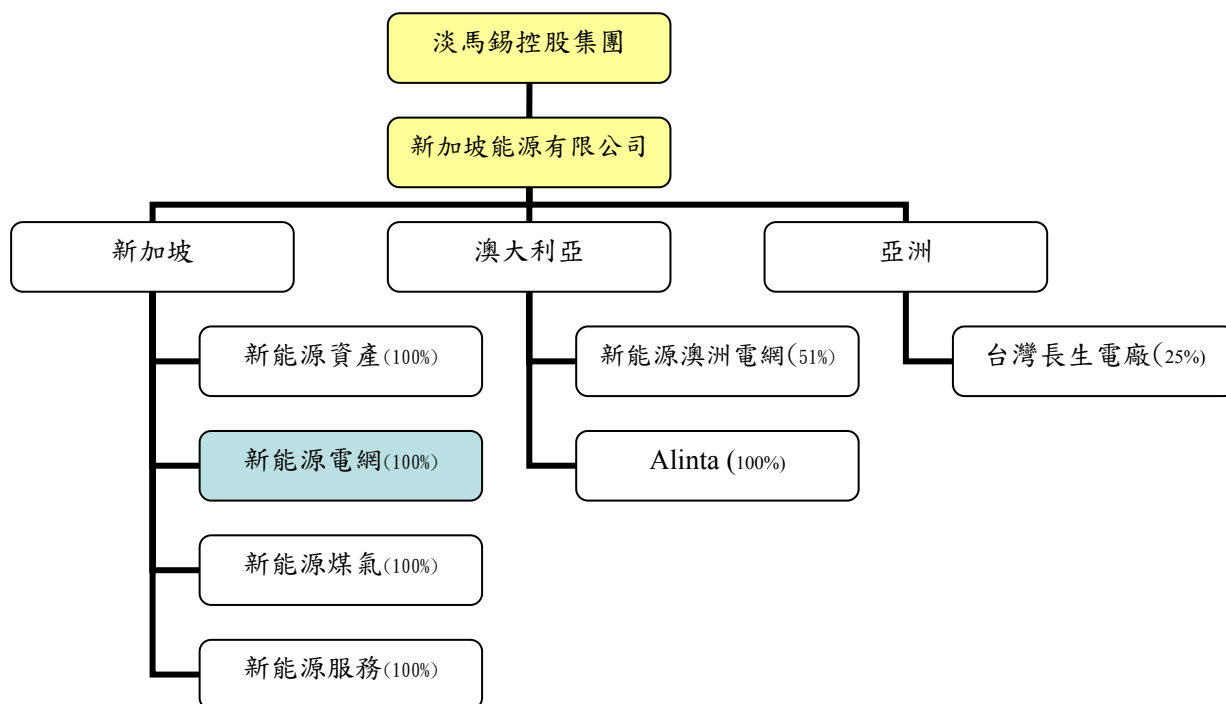 淡馬錫控股集團
新加坡能源有限公司
新加坡
澳大利亞
亞洲
新能源資產(100%)
新能源澳洲電網(51%)
台灣長生電廠(25%)
新能源電網(100%)
Alinta (100%)
新能源煤氣(100%)
新能源服務(100%)